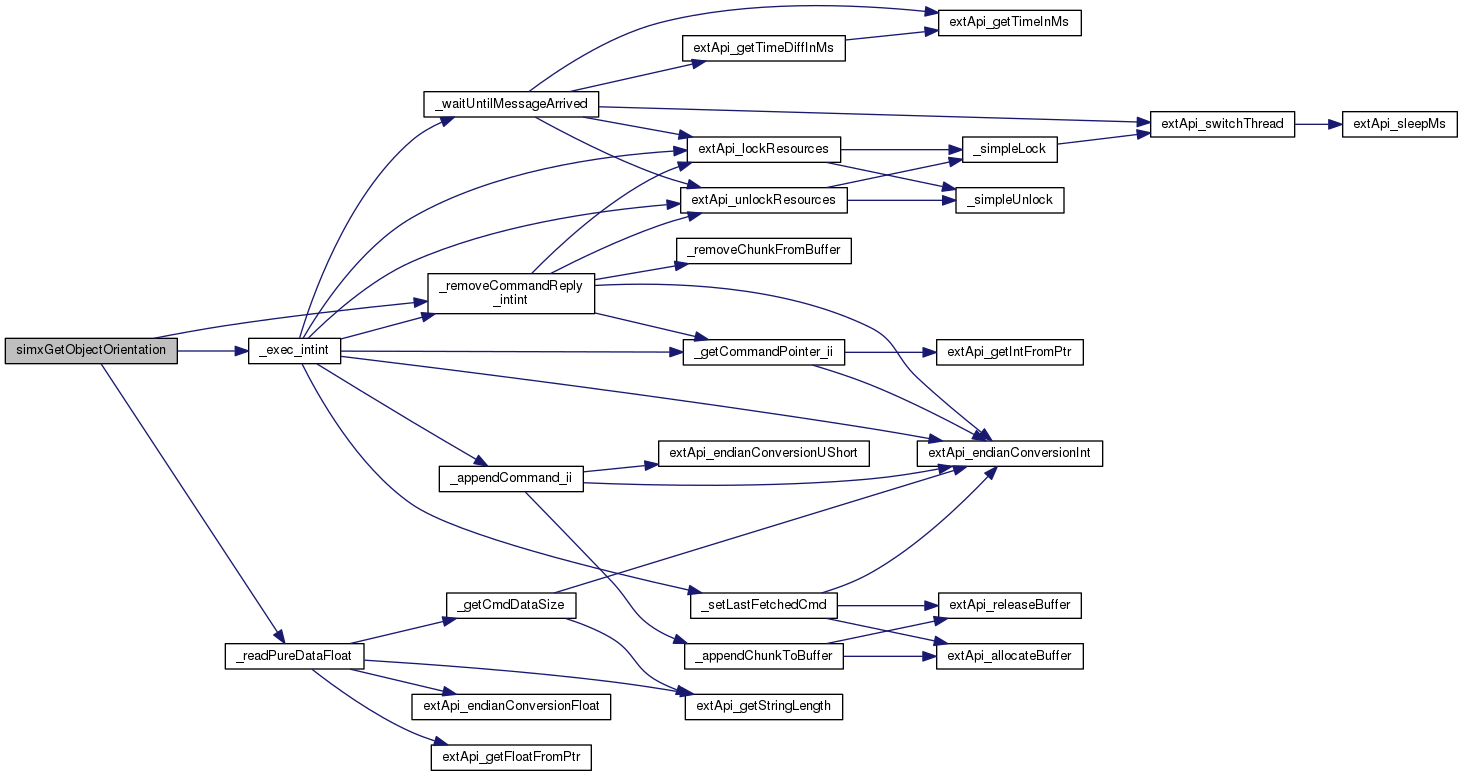 extApi_getTimeInMs
extApi_getTimeDiffInMs
_waitUntilMessageArrived
extApi_switchThread
extApi_sleepMs
extApi_lockResources
_simpleLock
extApi_unlockResources
_simpleUnlock
_removeChunkFromBuffer
_removeCommandReply
_intint
simxGetObjectOrientation
_exec_intint
_getCommandPointer_ii
extApi_getIntFromPtr
extApi_endianConversionUShort
extApi_endianConversionInt
_appendCommand_ii
_getCmdDataSize
_setLastFetchedCmd
extApi_releaseBuffer
_readPureDataFloat
_appendChunkToBuffer
extApi_allocateBuffer
extApi_endianConversionFloat
extApi_getStringLength
extApi_getFloatFromPtr